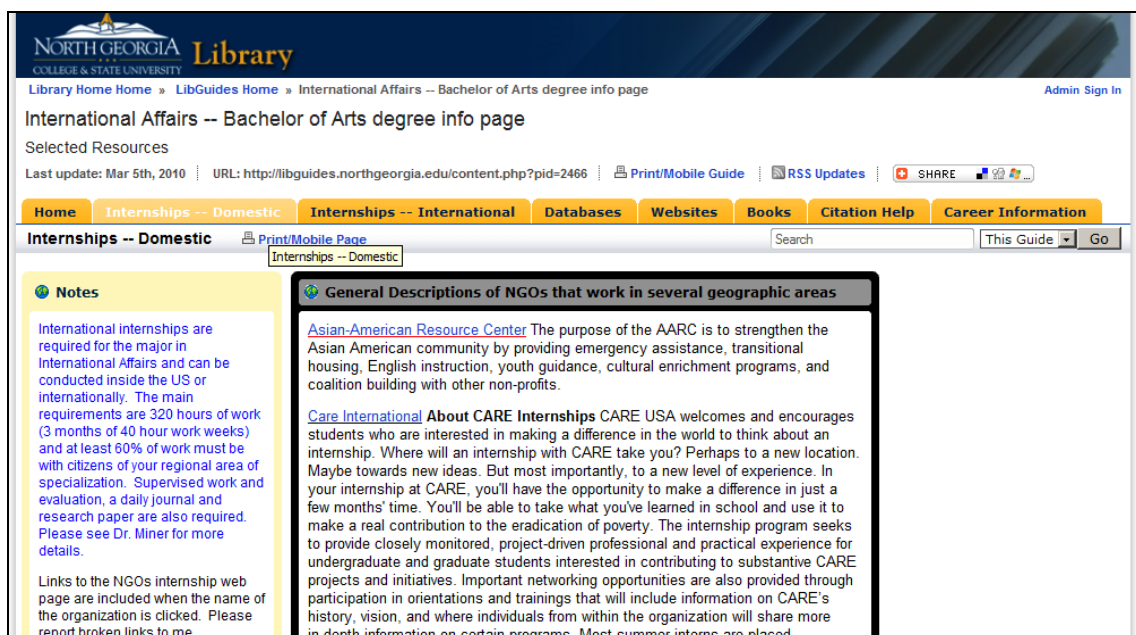 NORTH GEORGIA
COLLEGE & STATE UNIVERSITY
Library
Library Home Home » LibGuides Home » International Affairs -- Bachelor of Arts degree info page Admin Sign In
International Affairs -- Bachelor of Arts degree info page
Selected Resources
Last update: Mar 5th, 2010 URL: http://libguides.northgeorgia.edu/content.php?pid=2466 Print/Mobile Guide RSS Updates SHARE
Home Internships -- Domestic Internships -- International Databases Websites Books Citation Help Career Information
Internships -- Domestic Print/Mobile Page Search This Guide Go
Internships -- Domestic
Notes
International internships are
required for the major in
International Affairs and can be
conducted inside the US or
internationally. The main
requirements are 320 hours of work
(3 months of 40 hour work weeks)
and at least 60% of work must be
with citizens of your regional area of
specialization. Supervised work and
evaluation, a daily journal and
research paper are also required.
Please see Dr. Miner for more
details.
Links to the NGOs internship web
page are included when the name of
the organization is clicked. Please
report broken links to me
General Descriptions of NGOs that work in several geographic areas
Asian-American Resource Center The purpose of the AARC is to strengthen the
Asian American community by providing emergency assistance, transitional
housing, English instruction, youth guidance, cultural enrichment programs, and
coalition building with other non-profits.
Care International About CARE Internships CARE USA welcomes and encourages
students who are interested in making a difference in the world to think about an
internship. Where will an internship with CARE take you? Perhaps to a new location.
Maybe towards new ideas. But most importantly, to a new level of experience. In
your internship at CARE, you'll have the opportunity to make a difference in just a
few months' time. You'll be able to take what you've learned in school and use it to
make a real contribution to the eradication of poverty. The internship program seeks
to provide closely monitored, project-driven professional and practical experience for
undergraduate and graduate students interested in contributing to substantive CARE
projects and initiatives. Important networking opportunities are also provided through
participation in orientations and trainings that will include information on CARE's
history, vision, and where individuals from within the organization will share more
in depth information on certain programs. Most summer interns are placed